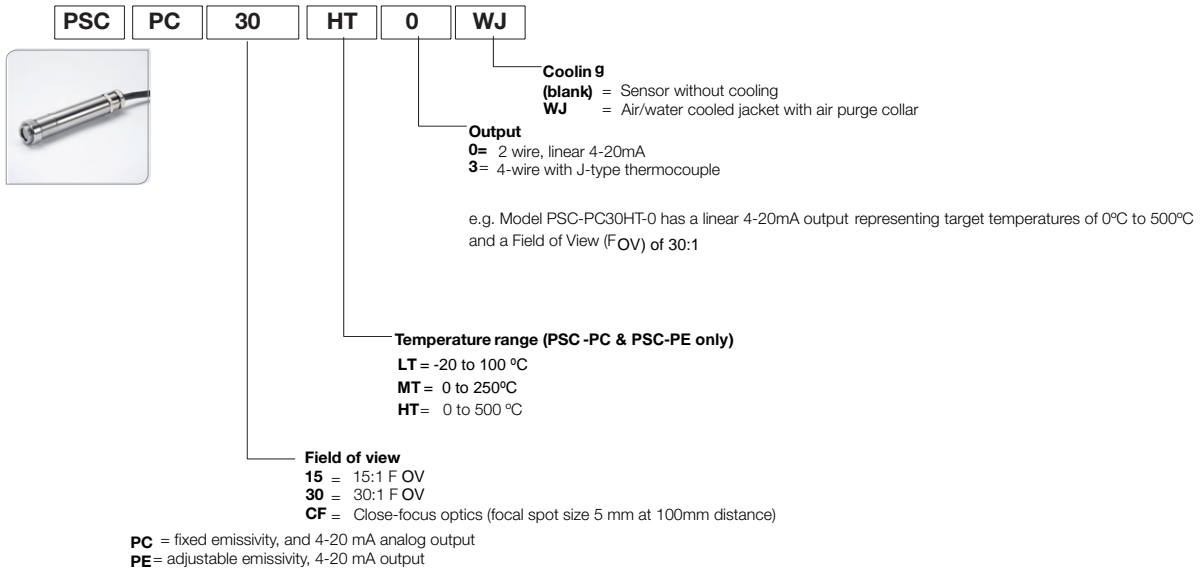 PSC PC 30 HT 0 WJ
Cooling
(blank) = Sensor without cooling
WJ = Air/water cooled jacket with air purge collar
Output
0= 2 wire, linear 4-20mA
3= 4-wire with J-type thermocouple
e.g. Model PSC-PC30HT-0 has a linear 4-20mA output representing target temperatures of 0ºC to 500ºC
and a Field of View (FOV) of 30:1
Temperature range (PSC -PC & PSC-PE only)
LT = -20 to 100 ºC
MT = 0 to 250ºC
HT= 0 to 500 ºC
Field of view
15 = 15:1 F OV
30 = 30:1 F OV
CF = Close-focus optics (focal spot size 5 mm at 100mm distance)
PC = fixed emissivity, and 4-20 mA analog output
PE= adjustable emissivity, 4-20 mA output